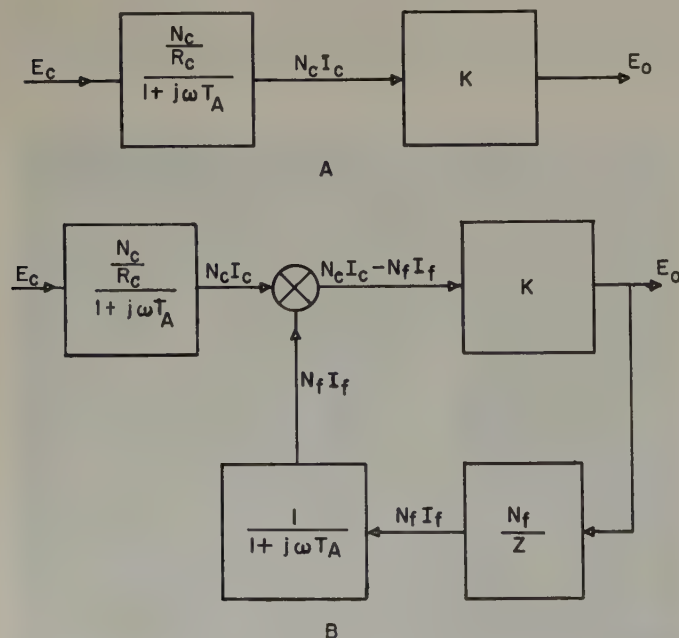 E_c
N_c
R_c
1 + jωT_A
N_c I_c
K
E_o
A
E_c
N_c
R_c
1 + jωT_A
N_c I_c
N_c I_c – N_f I_f
K
E_o
N_f I_f
1
1 + jωT_A
N_f I_f
N_f
Z
B